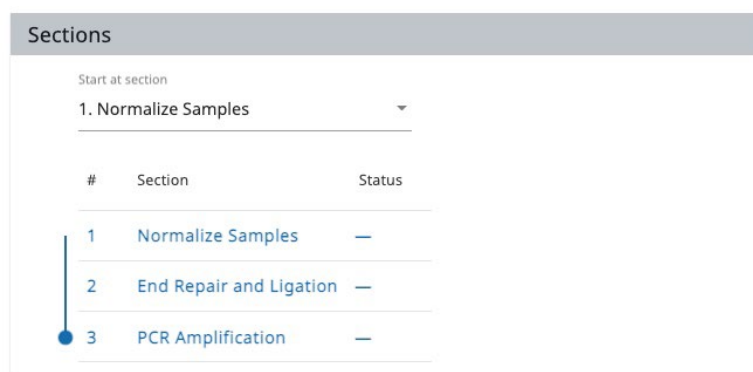 Sections
Start at section
1. Normalize Samples
# Section Status
1 Normalize Samples —
2 End Repair and Ligation —
3 PCR Amplification —